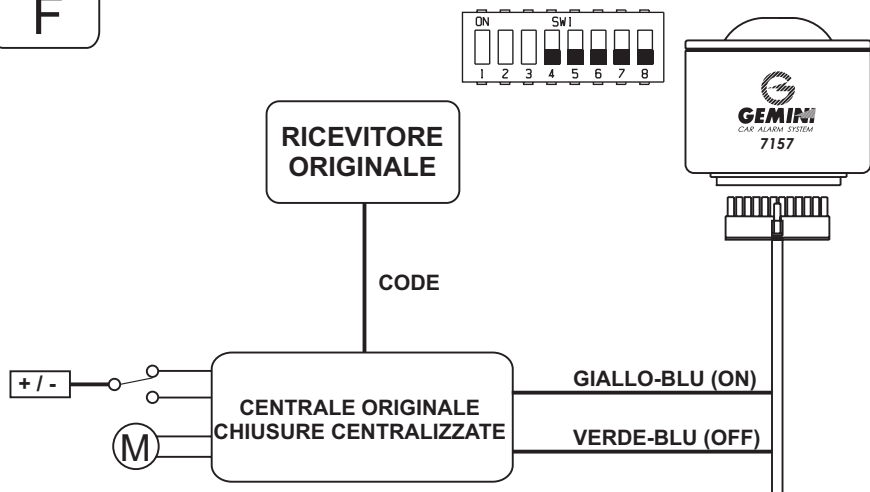 F
ON SW1
1 2 3 4 5 6 7 8
GEMINI
CAR ALARM SYSTEM
7157
RICEVITORE
ORIGINALE
CODE
+ / -
GIALLO-BLU (ON)
CENTRALE ORIGINALE
CHIUSURE CENTRALIZZATE
M
VERDE-BLU (OFF)